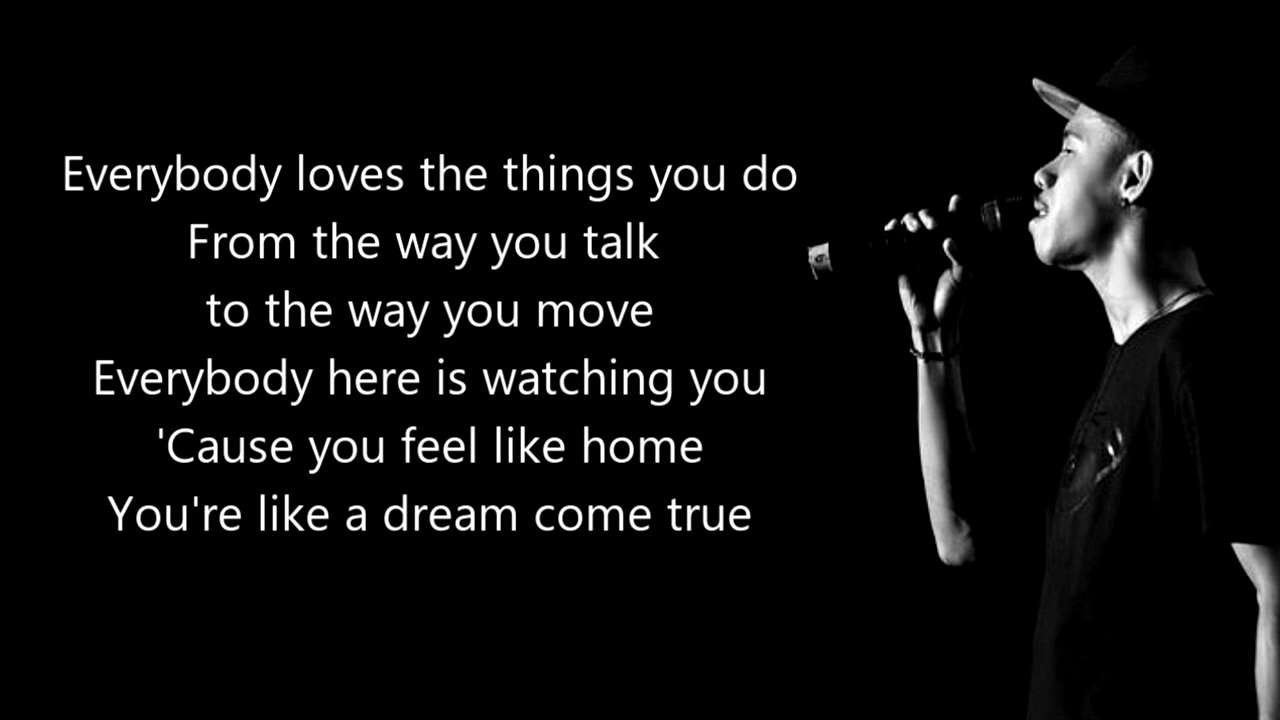 Everybody loves the things you do
From the way you talk
to the way you move
Everybody here is watching you
'Cause you feel like home
You're like a dream come true